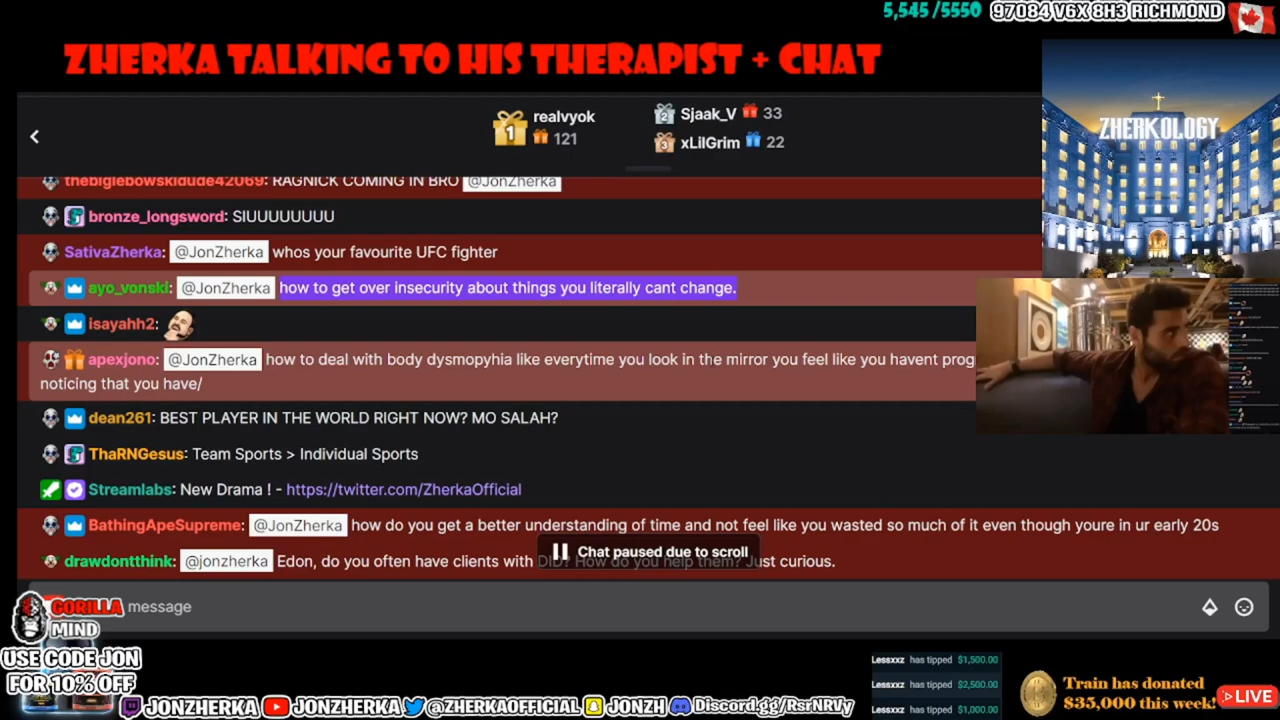 5,545 /5550 97084 V6X 8H3 RICHMOND
ZHERKA TALKING TO HIS THERAPIST + CHAT
ZHERKOLO6Y
1 realvyok
121
2 Sjaak_V 33
3 xLilGrim 22
thebiglebowskidude42069: RAGNICK COMING IN BRO @JonZherka
bronze_longsword: SIUUUUUUUU
SativaZherka: @JonZherka whos your favourite UFC fighter
ayo_vonski: @JonZherka how to get over insecurity about things you literally cant change.
isayahh2:
apexjono: @JonZherka how to deal with body dysmopyhia like everytime you look in the mirror you feel like you havent prog
noticing that you have/
dean261: BEST PLAYER IN THE WORLD RIGHT NOW? MO SALAH?
ThaRNGesus: Team Sports > Individual Sports
Streamlabs: New Drama ! - https://twitter.com/ZherkaOfficial
BathingApeSupreme: @JonZherka how do you get a better understanding of time and not feel like you wasted so much of it even though youre in ur early 20s
Chat paused due to scroll
drawdontthink: @jonzherka Edon, do you often have clients with DID? How do you help them? Just curious.
message
GORILLA
MIND
USE CODE JON
FOR 10% OFF
JONZHERKA JONZHERKA @ZHERKAOFFICIAL JONZH Discord.gg/RsrNRVy
Lessxxz has tipped $1,500.00
Lessxxz has tipped $2,500.00
Lessxxz has tipped $1,000.00
Train has donated
$35,000 this week!
LIVE